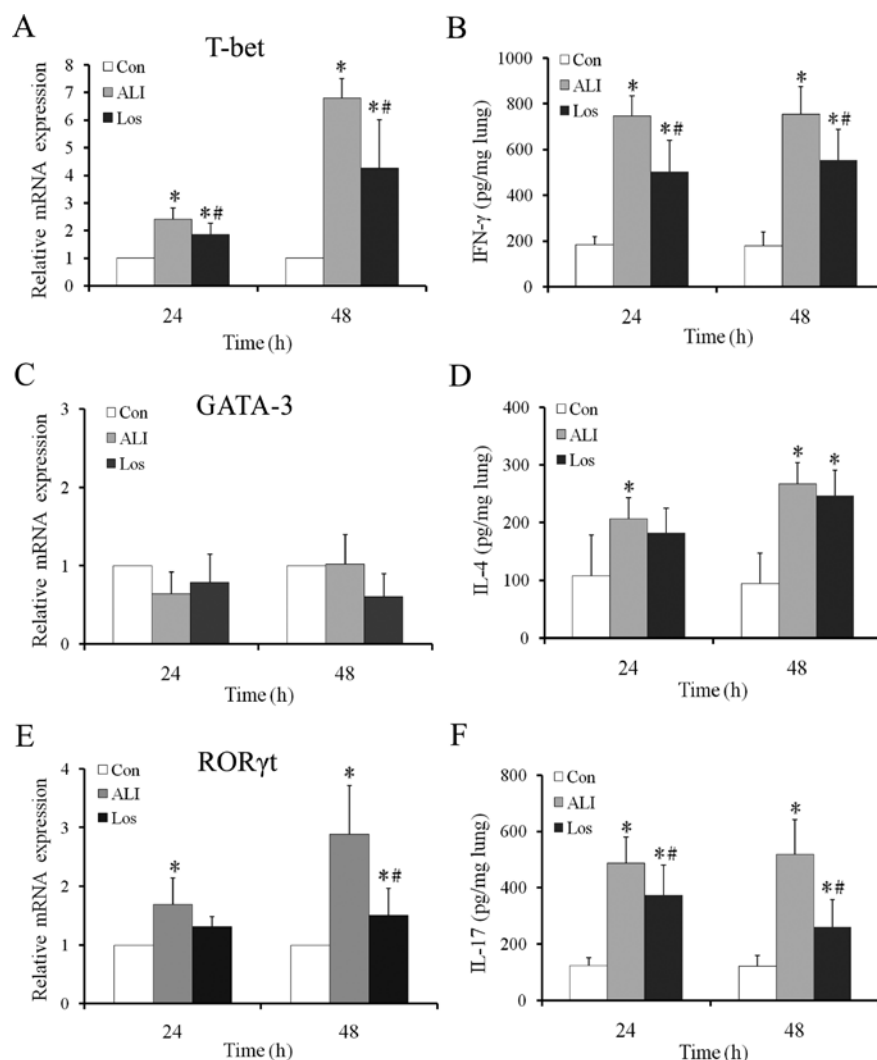 A
T-bet
Relative mRNA expression
8
7
6
5
4
3
2
1
0
Con
ALI
Los
*
*#
*
*#
24
48
Time (h)
B
IFN-γ (pg/mg lung)
1000
800
600
400
200
0
Con
ALI
Los
*
*#
*
*#
24
48
Time (h)
C
GATA-3
Relative mRNA expression
3
2
1
0
Con
ALI
Los
24
48
Time (h)
D
IL-4 (pg/mg lung)
400
300
200
100
0
Con
ALI
Los
*
*
*
24
48
Time (h)
E
RORγt
Relative mRNA expression
4
3
2
1
0
Con
ALI
Los
*
*
*#
24
48
Time (h)
F
IL-17 (pg/mg lung)
800
600
400
200
0
Con
ALI
Los
*
*#
*
*#
24
48
Time (h)